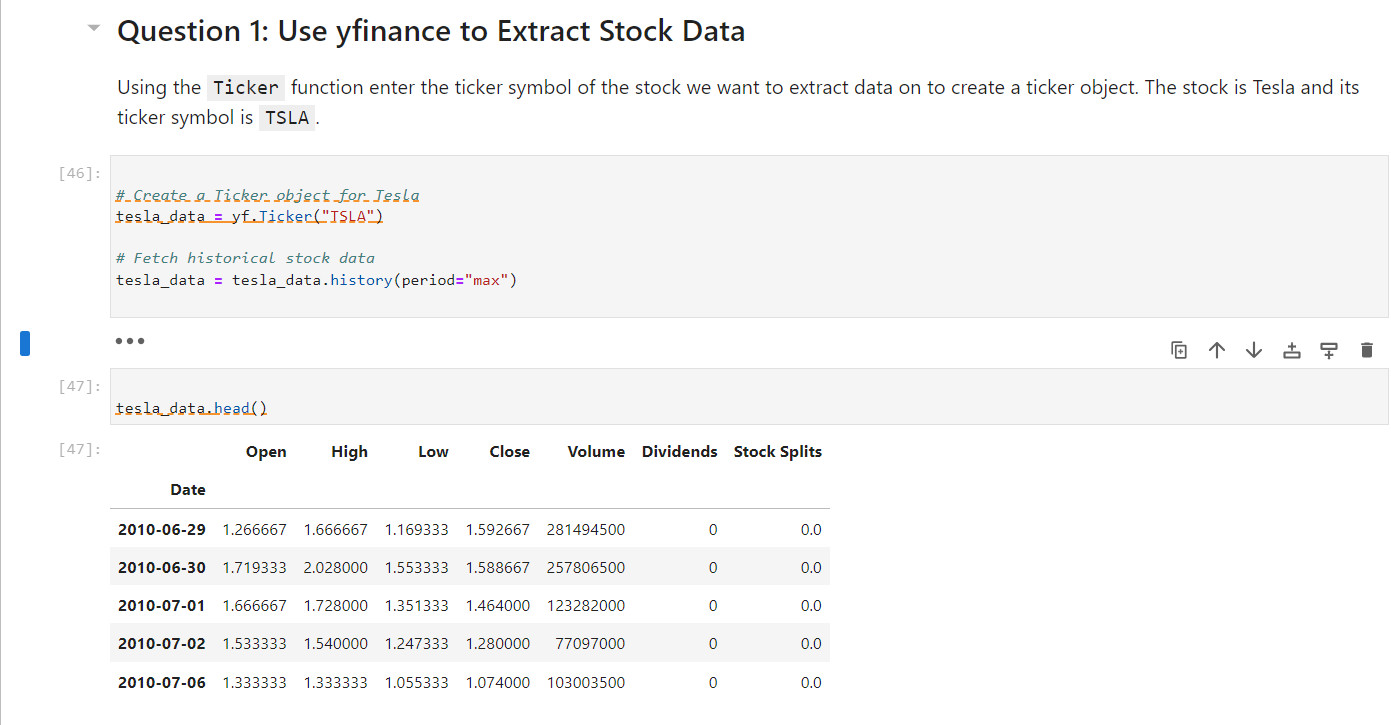 Question 1: Use yfinance to Extract Stock Data
Using the Ticker function enter the ticker symbol of the stock we want to extract data on to create a ticker object. The stock is Tesla and its
ticker symbol is TSLA.
[46]:
# Create a Ticker object for Tesla
tesla_data = yf.Ticker("TSLA")
# Fetch historical stock data
tesla_data = tesla_data.history(period="max")
[47]:
tesla_data.head()
[47]:
Open High Low Close Volume Dividends Stock Splits
Date
2010-06-29 1.266667 1.666667 1.169333 1.592667 281494500 0 0.0
2010-06-30 1.719333 2.028000 1.553333 1.588667 257806500 0 0.0
2010-07-01 1.666667 1.728000 1.351333 1.464000 123282000 0 0.0
2010-07-02 1.533333 1.540000 1.247333 1.280000 77097000 0 0.0
2010-07-06 1.333333 1.333333 1.055333 1.074000 103003500 0 0.0